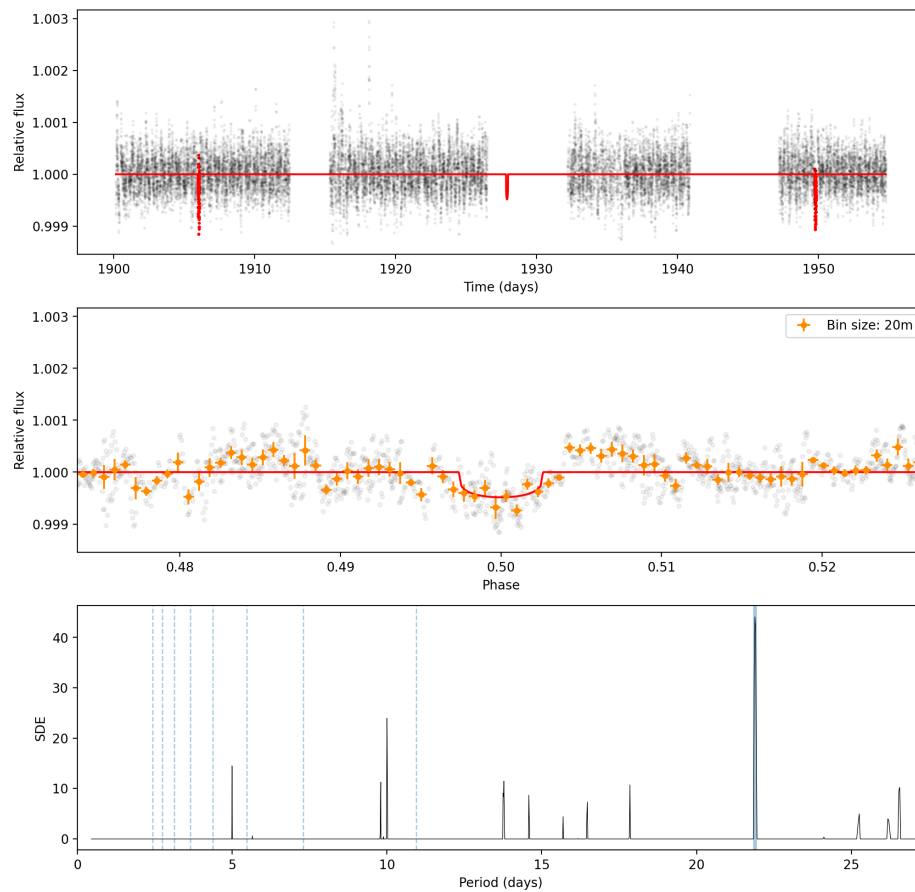 1.003
1.002
1.001
1.000
0.999
Relative flux
1900 1910 1920 1930 1940 1950
Time (days)
1.003
1.002
1.001
1.000
0.999
Relative flux
Bin size: 20m
0.48 0.49 0.50 0.51 0.52
Phase
40
30
20
10
0
SDE
0 5 10 15 20 25
Period (days)